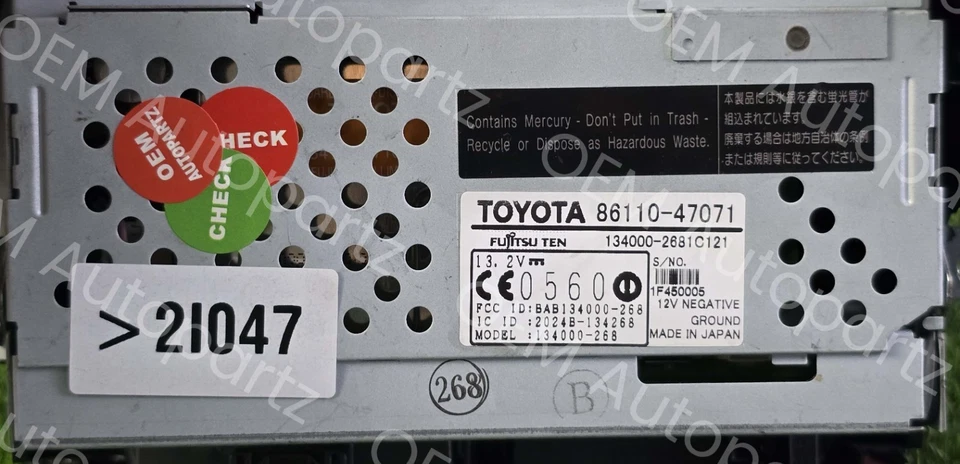 OEM Autopartz
Contains Mercury - Don't Put in Trash -
Recycle or Dispose as Hazardous Waste.
本製品には水銀を含む蛍光管が
組込まれています。
廃棄する場合は地方自治体の条例
または規則等に従ってください。
OEM
AUTOPARTZ
CHECK
CHECK
TOYOTA 86110-47071
FUJITSU TEN 134000-2681C121
13.2V
CE0560
FCC ID:BAB134000-268
IC ID :2024B-134268
MODEL :134000-268
S/NO.
1F450005
12V NEGATIVE
GROUND
MADE IN JAPAN
>21047
268
B